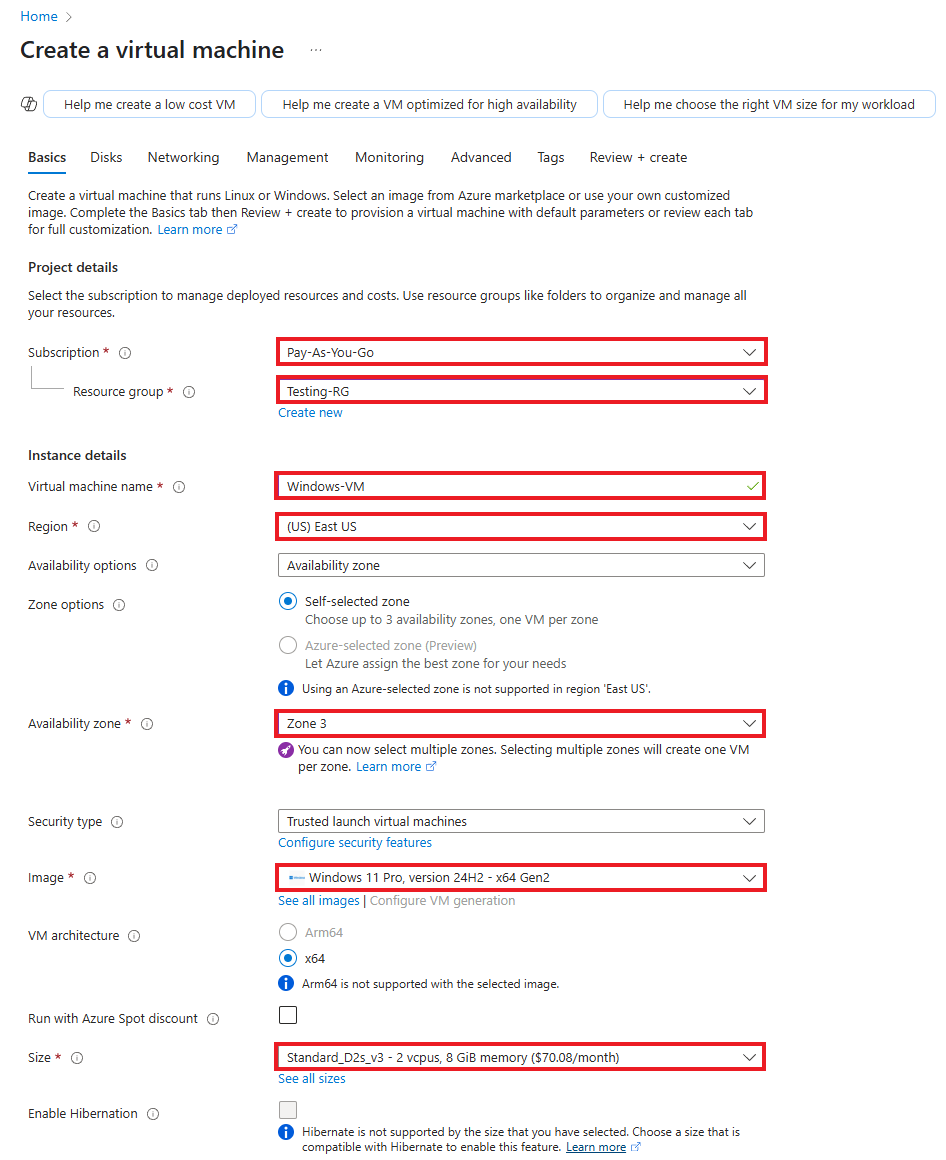 Home
Create a virtual machine ...
Help me create a low cost VM Help me create a VM optimized for high availability Help me choose the right VM size for my workload
Basics Disks Networking Management Monitoring Advanced Tags Review + create
Create a virtual machine that runs Linux or Windows. Select an image from Azure marketplace or use your own customized
image. Complete the Basics tab then Review + create to provision a virtual machine with default parameters or review each tab
for full customization. Learn more
Project details
Select the subscription to manage deployed resources and costs. Use resource groups like folders to organize and manage all
your resources.
Subscription * Pay-As-You-Go
Resource group * Testing-RG
Create new
Instance details
Virtual machine name * Windows-VM
Region * (US) East US
Availability options Availability zone
Zone options Self-selected zone
Choose up to 3 availability zones, one VM per zone
Azure-selected zone (Preview)
Let Azure assign the best zone for your needs
Using an Azure-selected zone is not supported in region 'East US'.
Availability zone * Zone 3
You can now select multiple zones. Selecting multiple zones will create one VM
per zone. Learn more
Security type Trusted launch virtual machines
Configure security features
Image * Windows 11 Pro, version 24H2 - x64 Gen2
See all images | Configure VM generation
VM architecture Arm64
x64
Arm64 is not supported with the selected image.
Run with Azure Spot discount
Size * Standard_D2s_v3 - 2 vcpus, 8 GiB memory ($70.08/month)
See all sizes
Enable Hibernation
Hibernate is not supported by the size that you have selected. Choose a size that is
compatible with Hibernate to enable this feature. Learn more